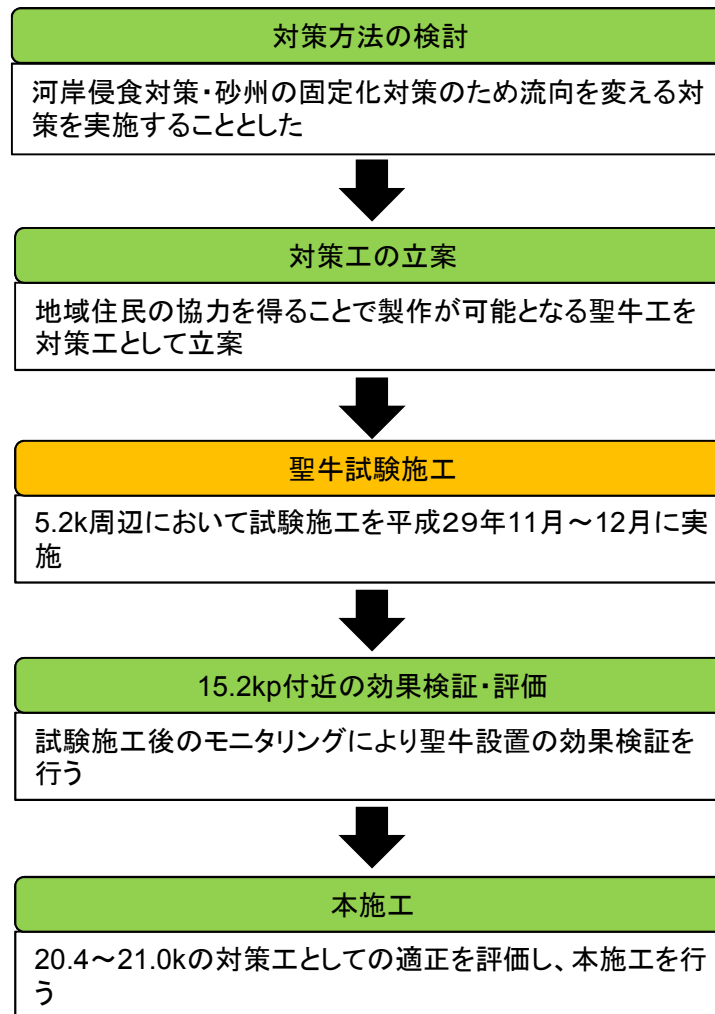 対策方法の検討
河岸侵食対策・砂州の固定化対策のため流向を変える対
策を実施することとした
対策工の立案
地域住民の協力を得ることで製作が可能となる聖牛工を
対策工として立案
聖牛試験施工
5.2k周辺において試験施工を平成29年11月～12月に実
施
15.2kp付近の効果検証・評価
試験施工後のモニタリングにより聖牛設置の効果検証を
行う
本施工
20.4～21.0kの対策工としての適正を評価し、本施工を行
う